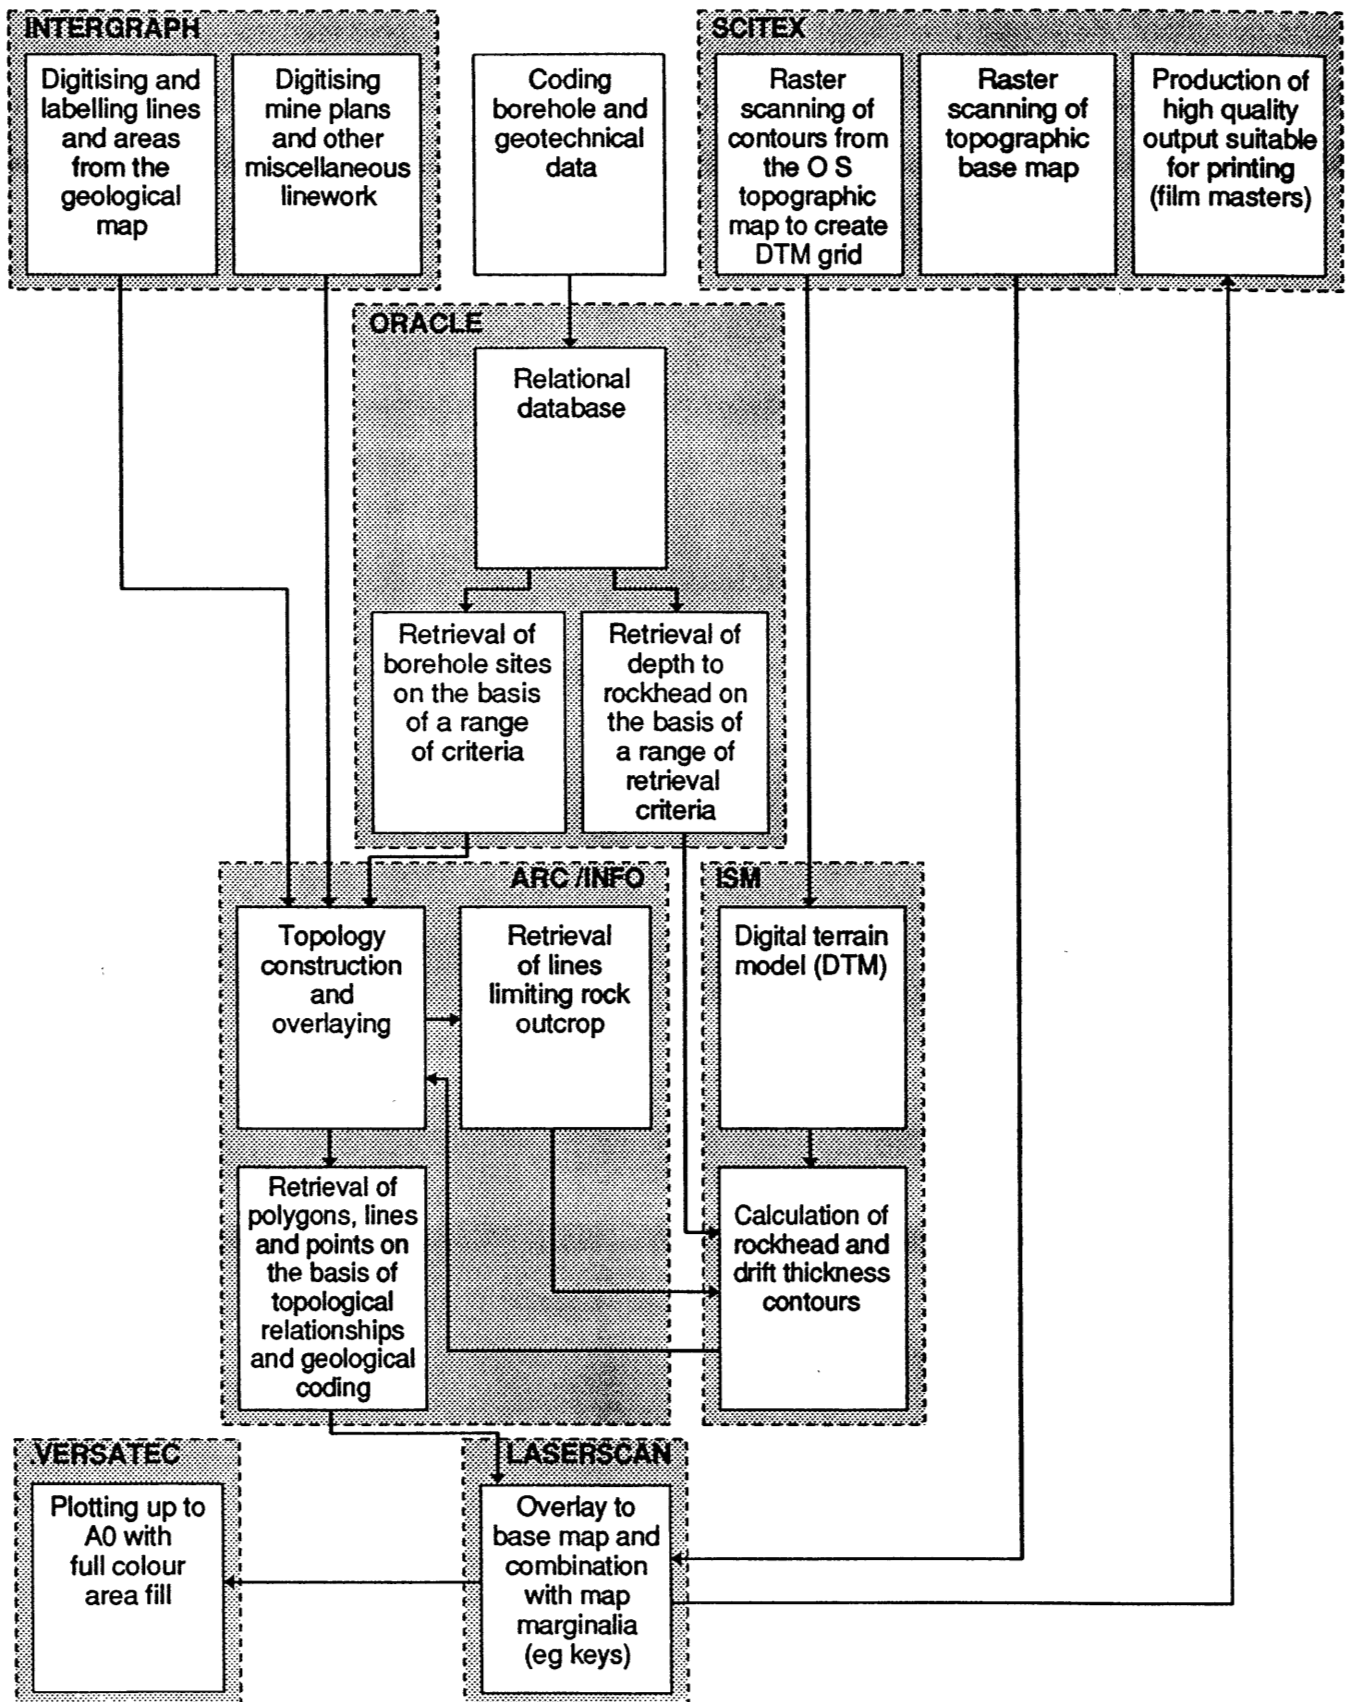 INTERGRAPH
Digitising and
labelling lines
and areas
from the
geological
map
Digitising
mine plans
and other
miscellaneous
linework
Coding
borehole and
geotechnical
data
SCITEX
Raster
scanning of
contours from
the O S
topographic
map to create
DTM grid
Raster
scanning of
topographic
base map
Production of
high quality
output suitable
for printing
(film masters)
ORACLE
Relational
database
Retrieval of
borehole sites
on the basis
of a range
of criteria
Retrieval of
depth to
rockhead on
the basis of
a range of
retrieval
criteria
ARC /INFO
Topology
construction
and
overlaying
Retrieval
of lines
limiting rock
outcrop
ISM
Digital terrain
model (DTM)
Retrieval of
polygons, lines
and points on
the basis of
topological
relationships
and geological
coding
Calculation of
rockhead and
drift thickness
contours
VERSATEC
Plotting up to
A0 with
full colour
area fill
LASERSCAN
Overlay to
base map and
combination
with map
marginalia
(eg keys)